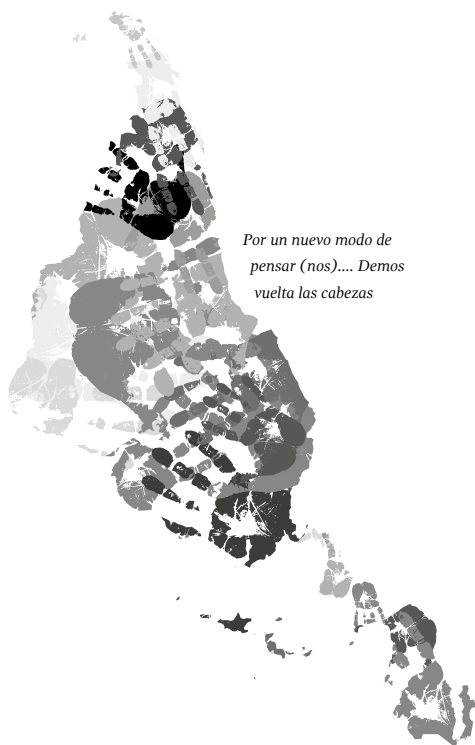 Por un nuevo modo de
pensar (nos).... Demos
vuelta las cabezas